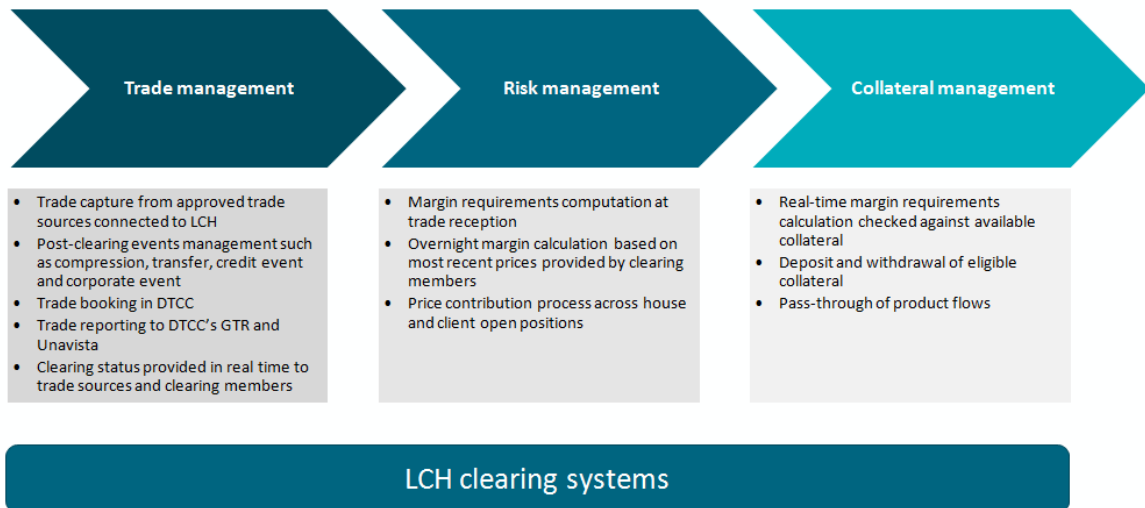 Trade management
Risk management
Collateral management
• Trade capture from approved trade
sources connected to LCH
• Post-clearing events management such
as compression, transfer, credit event
and corporate event
• Trade booking in DTCC
• Trade reporting to DTCC's GTR and
Unavista
• Clearing status provided in real time to
trade sources and clearing members
• Margin requirements computation at
trade reception
• Overnight margin calculation based on
most recent prices provided by clearing
members
• Price contribution process across house
and client open positions
• Real-time margin requirements
calculation checked against available
collateral
• Deposit and withdrawal of eligible
collateral
• Pass-through of product flows
LCH clearing systems